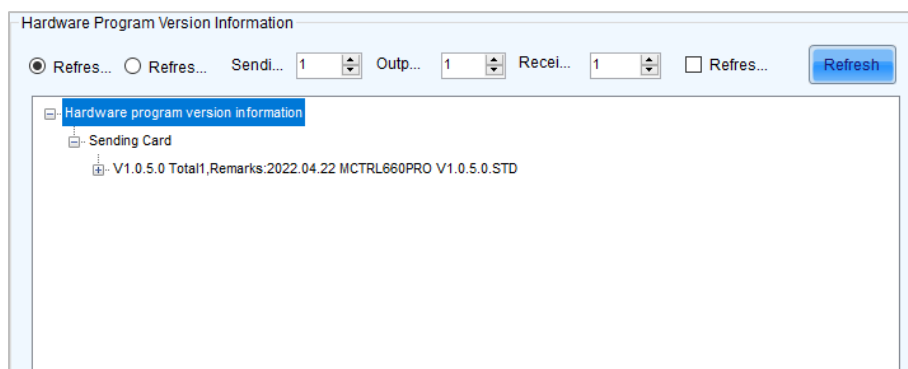 Hardware Program Version Information
Refres... Refres... Sendi... 1 Outp... 1 Recei... 1 Refres... Refresh
Hardware program version information
Sending Card
V1.0.5.0 Total1,Remarks:2022.04.22 MCTRL660PRO V1.0.5.0.STD